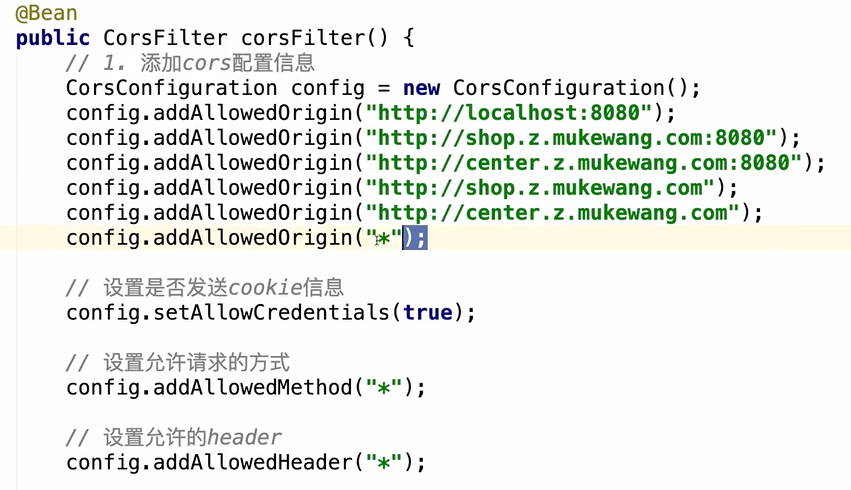 @Bean
public CorsFilter corsFilter() {
// 1. 添加cors配置信息
CorsConfiguration config = new CorsConfiguration();
config.addAllowedOrigin("http://localhost:8080");
config.addAllowedOrigin("http://shop.z.mukewang.com:8080");
config.addAllowedOrigin("http://center.z.mukewang.com:8080");
config.addAllowedOrigin("http://shop.z.mukewang.com");
config.addAllowedOrigin("http://center.z.mukewang.com");
config.addAllowedOrigin("*");
// 设置是否发送cookie信息
config.setAllowCredentials(true);
// 设置允许请求的方式
config.addAllowedMethod("*");
// 设置允许的header
config.addAllowedHeader("*");